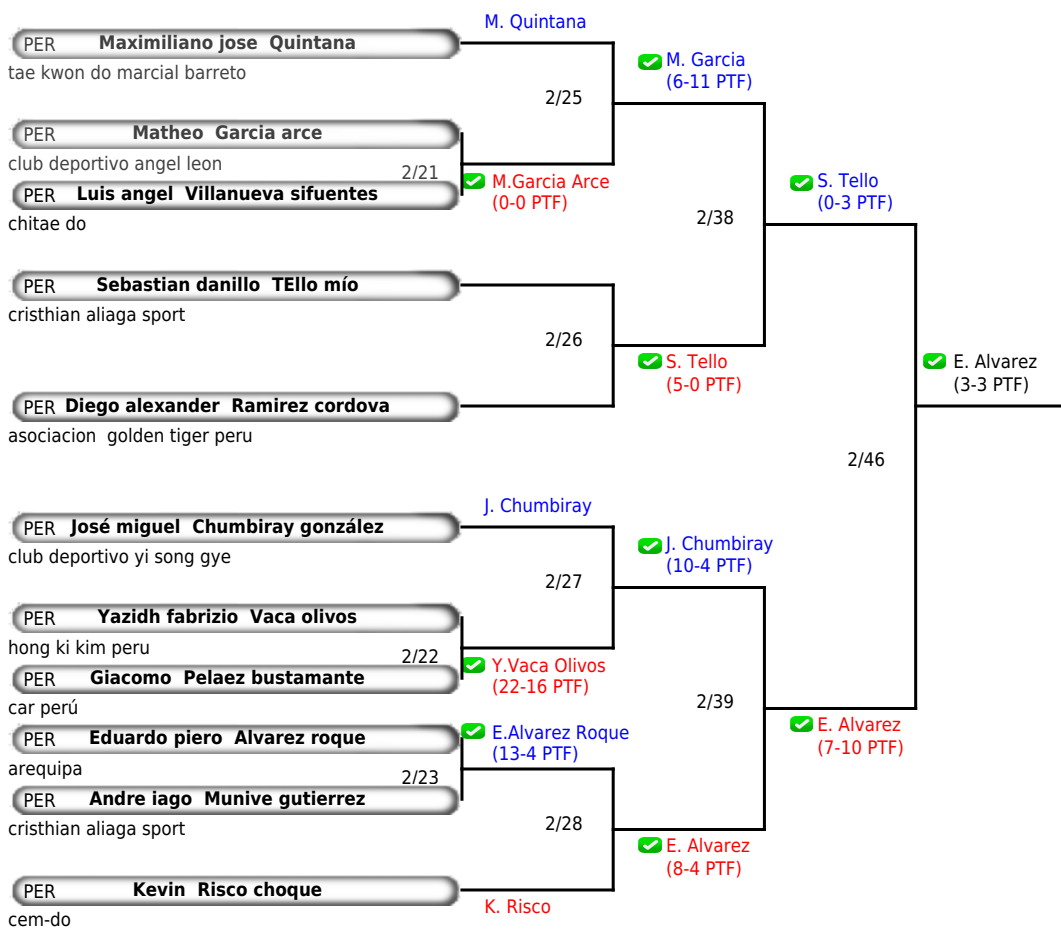 M. Quintana
PER Maximiliano jose Quintana
tae kwon do marcial barreto
M. Garcia
(6-11 PTF)
2/25
PER Matheo Garcia arce
club deportivo angel leon
2/21
M.Garcia Arce
(0-0 PTF)
PER Luis angel Villanueva sifuentes
chitae do
S. Tello
(0-3 PTF)
2/38
PER Sebastian danillo TEllo mío
cristhian aliaga sport
2/26
S. Tello
(5-0 PTF)
E. Alvarez
(3-3 PTF)
PER Diego alexander Ramirez cordova
asociacion golden tiger peru
2/46
J. Chumbiray
PER José miguel Chumbiray gonzález
club deportivo yi song gye
J. Chumbiray
(10-4 PTF)
2/27
PER Yazidh fabrizio Vaca olivos
hong ki kim peru
2/22
Y.Vaca Olivos
(22-16 PTF)
PER Giacomo Pelaez bustamante
car perú
2/39
E. Alvarez
(7-10 PTF)
PER Eduardo piero Alvarez roque
arequipa
E.Alvarez Roque
(13-4 PTF)
2/23
PER Andre iago Munive gutierrez
cristhian aliaga sport
2/28
E. Alvarez
(8-4 PTF)
PER Kevin Risco choque
cem-do
K. Risco